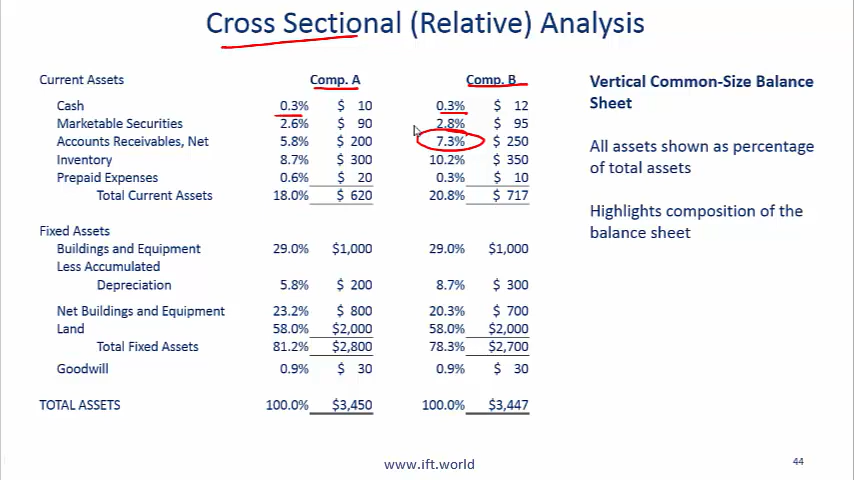 Cross Sectional (Relative) Analysis
Current Assets Comp. A Comp. B
Cash 0.3% $ 10 0.3% $ 12
Marketable Securities 2.6% $ 90 2.8% $ 95
Accounts Receivables, Net 5.8% $ 200 7.3% $ 250
Inventory 8.7% $ 300 10.2% $ 350
Prepaid Expenses 0.6% $ 20 0.3% $ 10
Total Current Assets 18.0% $ 620 20.8% $ 717
Fixed Assets
Buildings and Equipment 29.0% $1,000 29.0% $1,000
Less Accumulated
Depreciation 5.8% $ 200 8.7% $ 300
Net Buildings and Equipment 23.2% $ 800 20.3% $ 700
Land 58.0% $2,000 58.0% $2,000
Total Fixed Assets 81.2% $2,800 78.3% $2,700
Goodwill 0.9% $ 30 0.9% $ 30
TOTAL ASSETS 100.0% $3,450 100.0% $3,447
Vertical Common-Size Balance
Sheet
All assets shown as percentage
of total assets
Highlights composition of the
balance sheet
www.ift.world
44